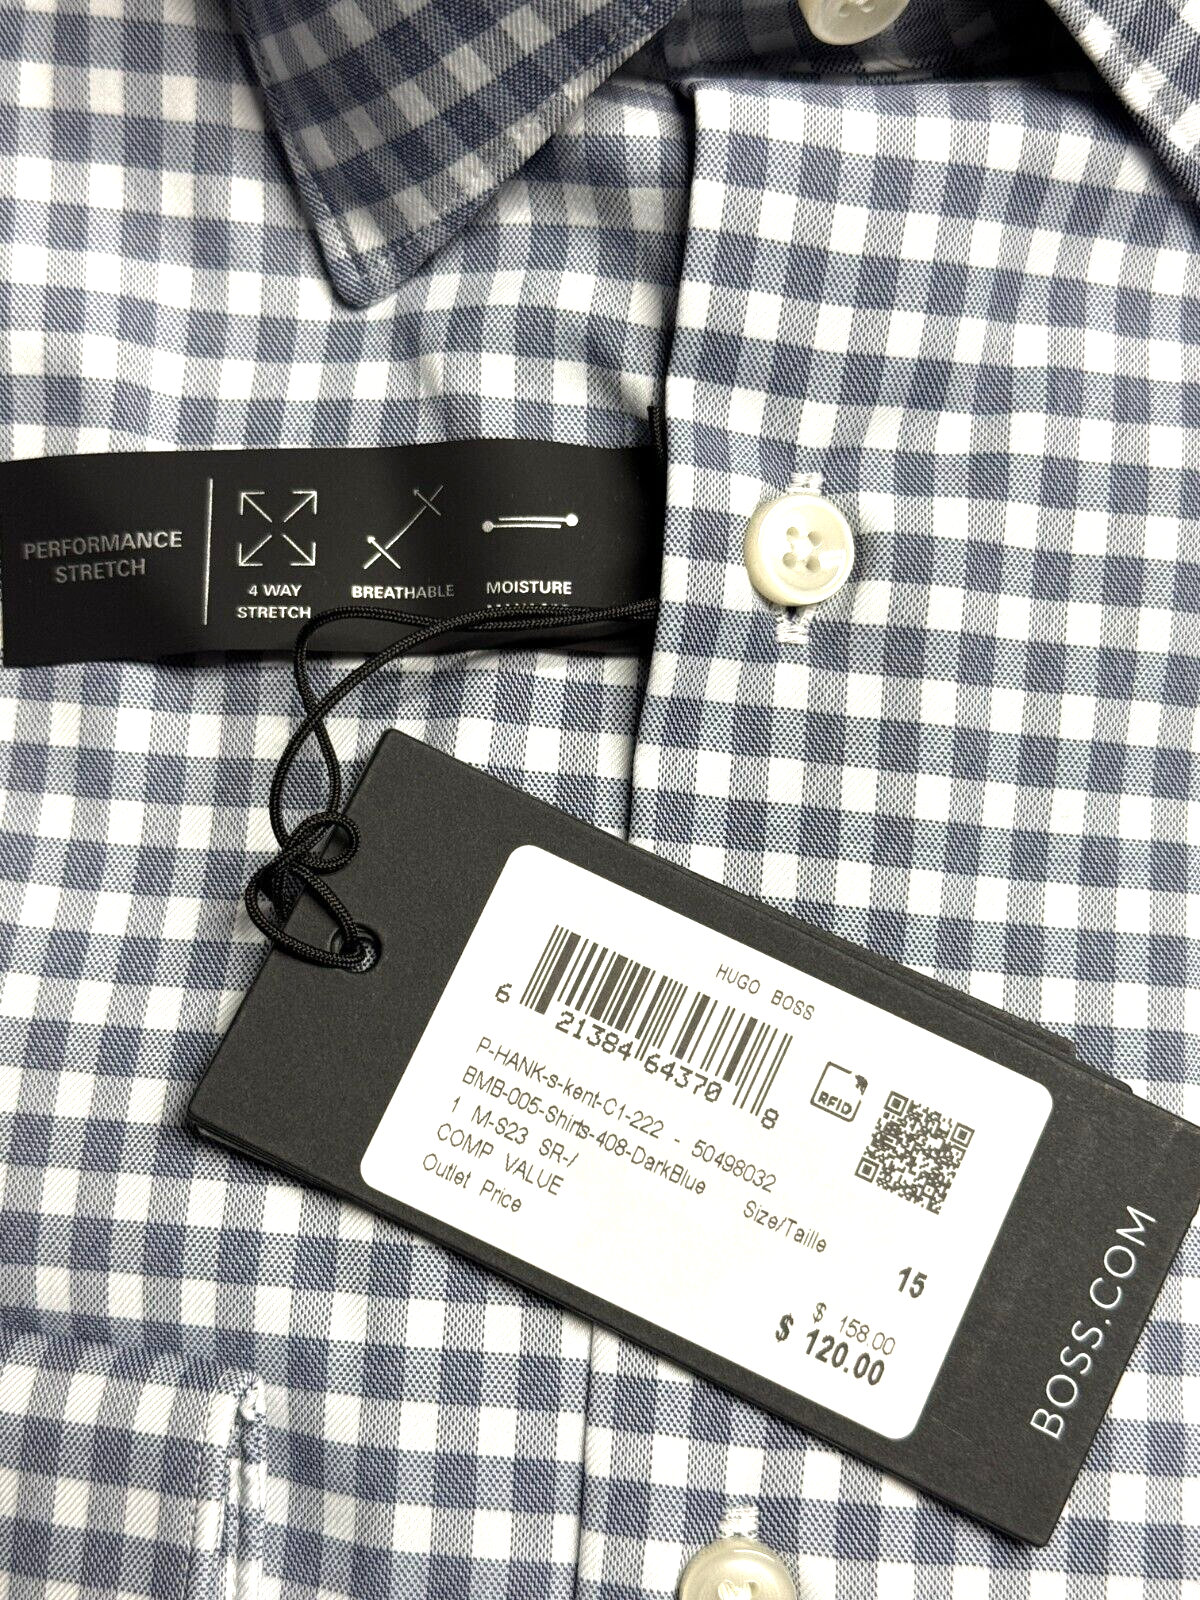 PERFORMANCE
STRETCH
4 WAY
STRETCH
BREATHABLE
MOISTURE
HUGO BOSS
6 21384 64370 8
RFID
P-HANK-s-kent-C1-222 - 50498032
BMB-005-Shirts-408-DarkBlue
1 M-S23 SR-/ Size/Taille
COMP VALUE
Outlet Price
15
$ 158.00
$ 120.00
BOSS.COM